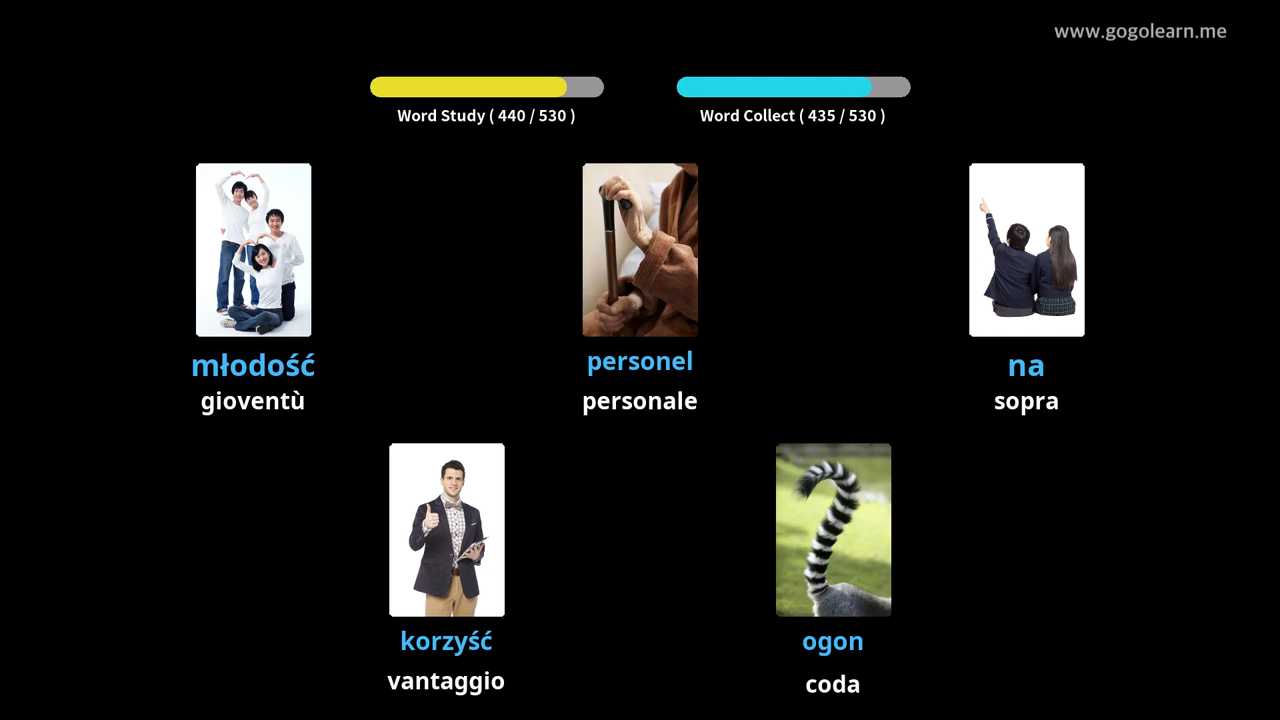 www.gogolearn.me
Word Study ( 440 / 530 )
Word Collect ( 435 / 530 )
młodość
gioventù
personel
personale
na
sopra
korzyść
vantaggio
ogon
coda